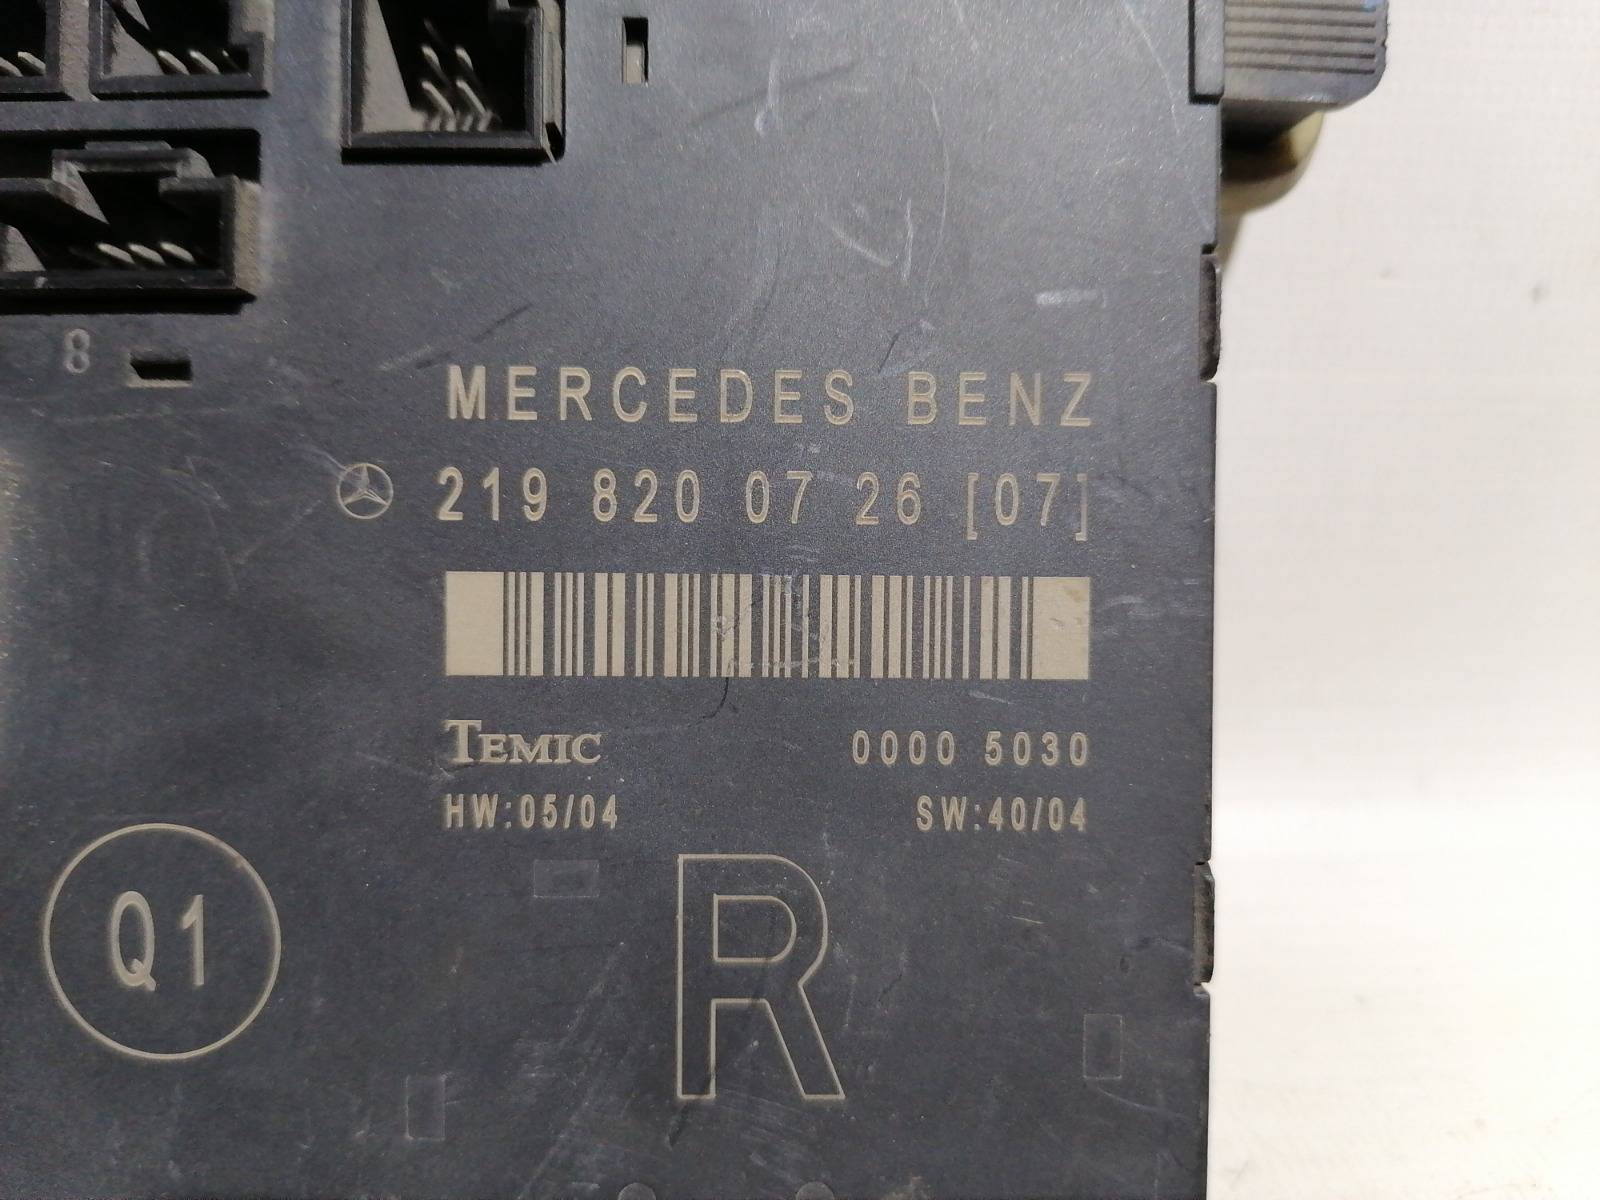 8
MERCEDES BENZ
219 820 07 26 [07]
TEMIC 0000 5030
HW:05/04 SW:40/04
Q1
R